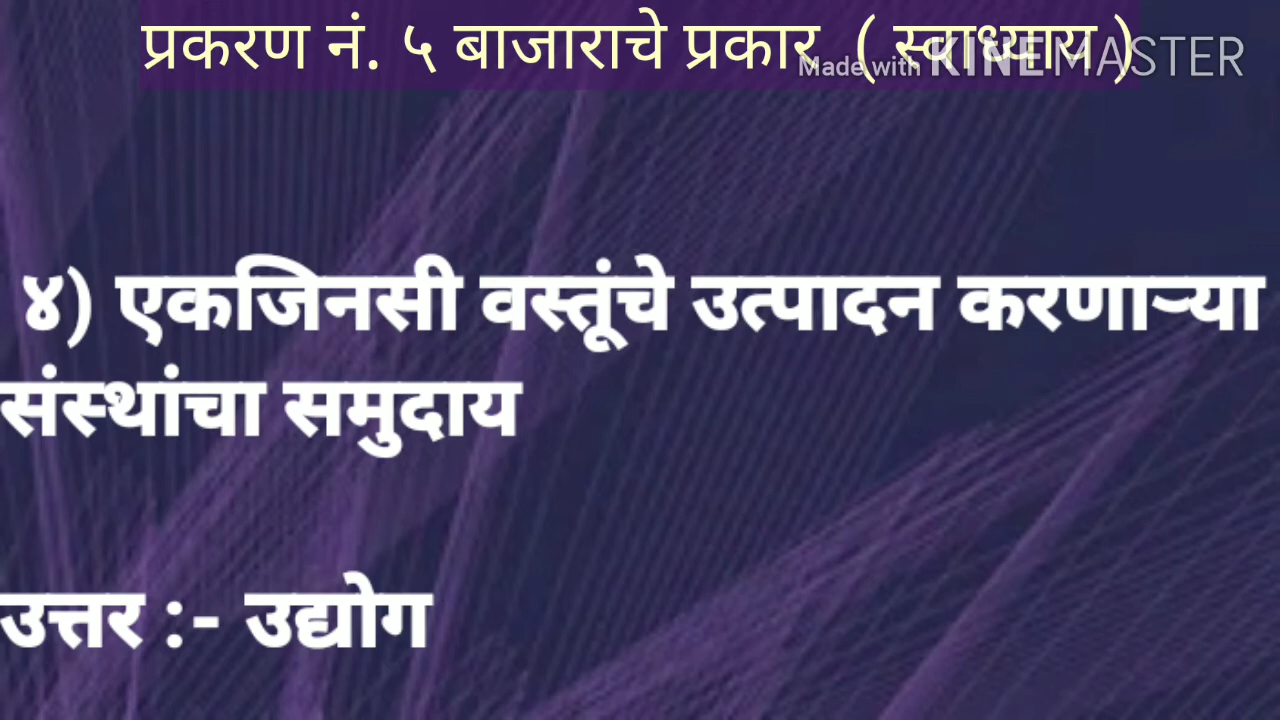 प्रकरण नं. ५ बाजाराचे प्रकार ( स्वाध्याय )
Made with KINEMASTER
४) एकजिनसी वस्तूंचे उत्पादन करणाऱ्या
संस्थांचा समुदाय
उत्तर :- उद्योग